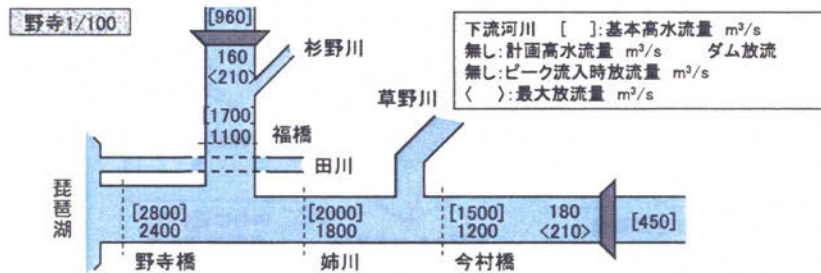 野寺1/100
[960]
160
<210>
杉野川
下流河川 [ ]:基本高水流量 m³/s
無し:計画高水流量 m³/s ダム放流
無し:ピーク流入時放流量 m³/s
< >:最大放流量 m³/s
草野川
[1700]
1100
福橋
田川
琵琶湖
[2800]
2400
[2000]
1800
[1500]
1200
180
<210>
[450]
野寺橋
姉川
今村橋